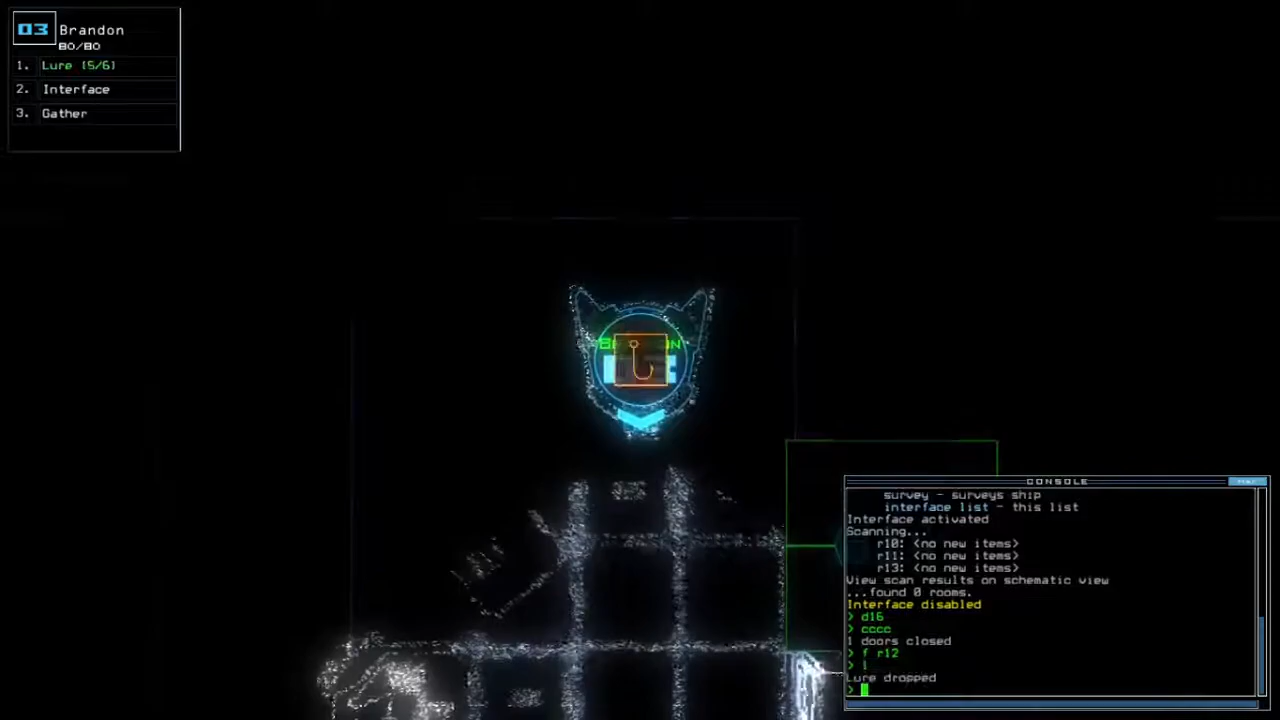 03 Brandon
80/80
1. Lure (5/6)
2. Interface
3. Gather
CONSOLE
survey - surveys ship
interface list - this list
Interface activated
Scanning...
r10: <no new items>
r11: <no new items>
r13: <no new items>
View scan results on schematic view
...found 0 rooms.
Interface disabled
> d16
> cccc
1 doors closed
> f r12
> l
Lure dropped
>